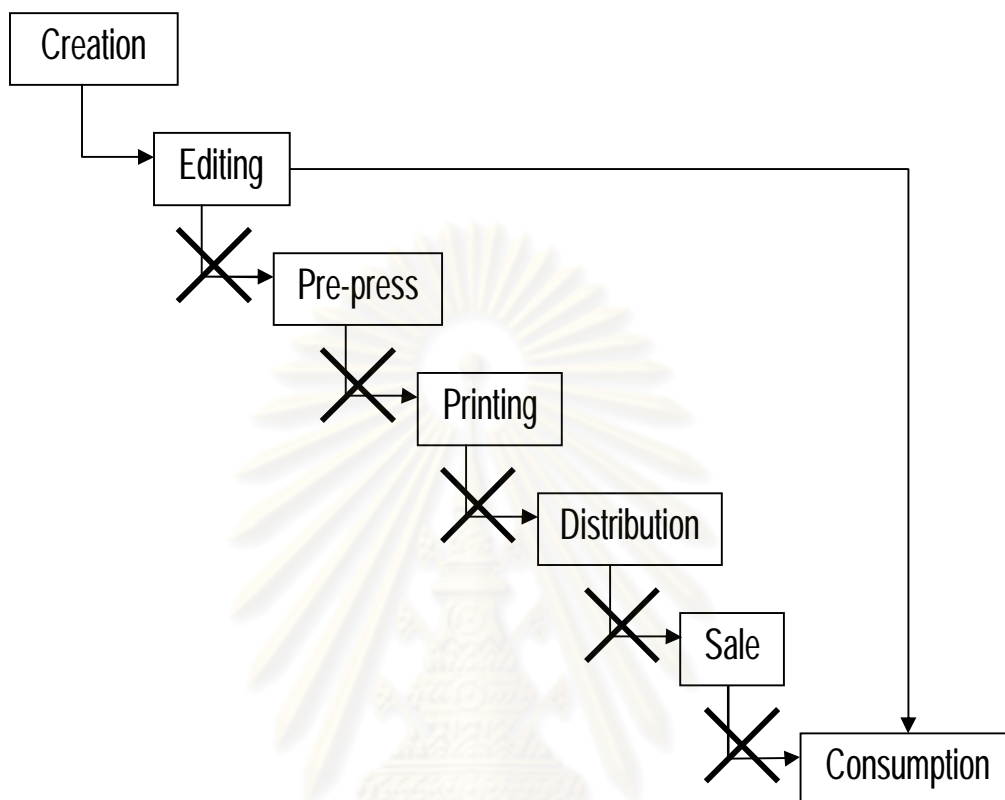 Creation
Editing
Pre-press
Printing
Distribution
Sale
Consumption